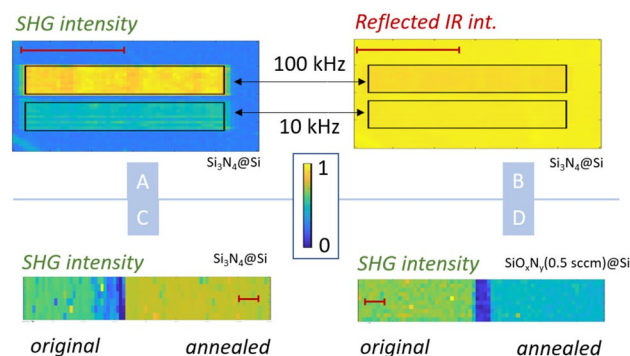 SHG intensity
Reflected IR int.
100 kHz
10 kHz
Si₃N₄@Si
Si₃N₄@Si
A
B
1
C
D
0
SHG intensity
Si₃N₄@Si
SHG intensity
SiOₓNᵧ(0.5 sccm)@Si
original
annealed
original
annealed